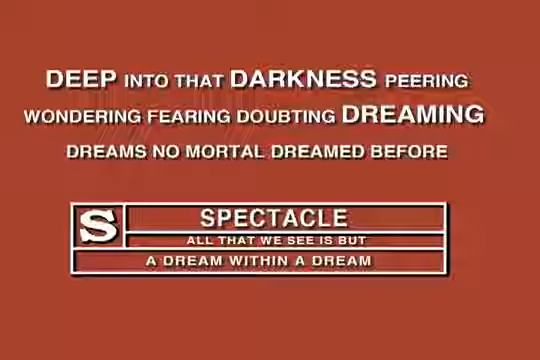 DEEP INTO THAT DARKNESS PEERING
WONDERING FEARING DOUBTING DREAMING
DREAMS NO MORTAL DREAMED BEFORE
S SPECTACLE
ALL THAT WE SEE IS BUT
A DREAM WITHIN A DREAM